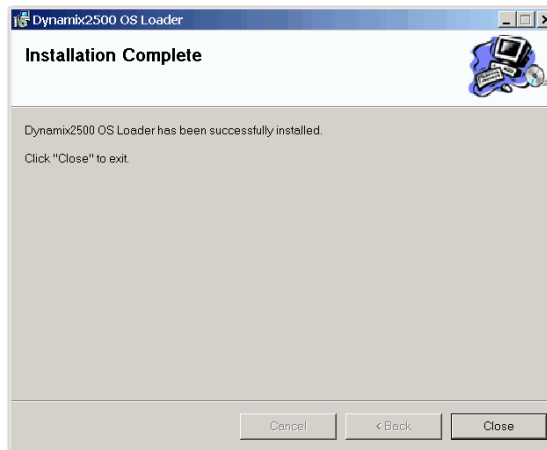 Dynamix2500 OS Loader
Installation Complete
Dynamix2500 OS Loader has been successfully installed.
Click "Close" to exit.
Cancel
< Back
Close